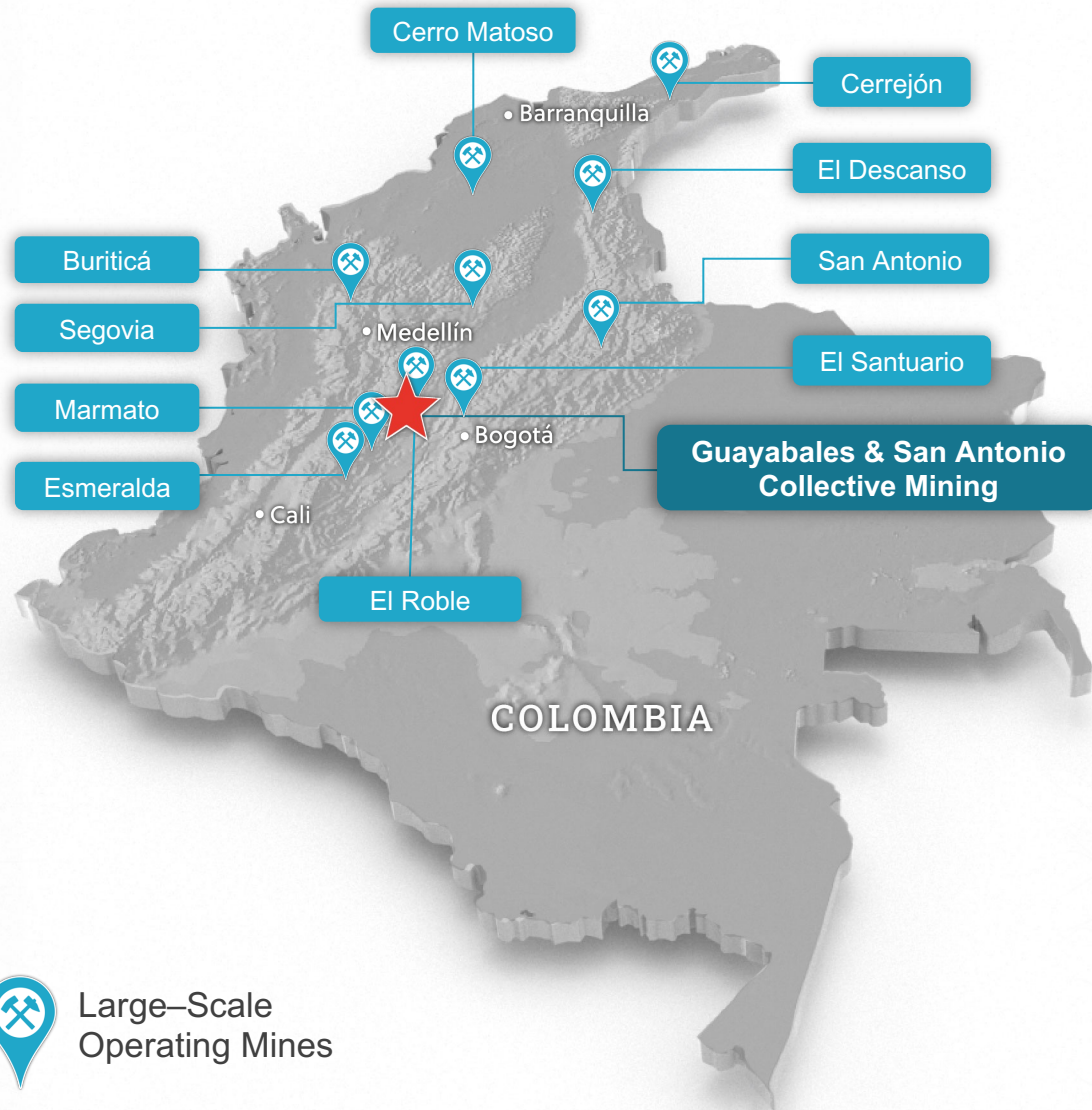 Cerro Matoso
Cerrejón
Barranquilla
El Descanso
Buriticá
San Antonio
Segovia
Medellín
El Santuario
Marmato
Bogotá
Guayabales & San Antonio
Collective Mining
Esmeralda
Cali
El Roble
COLOMBIA
Large–Scale
Operating Mines